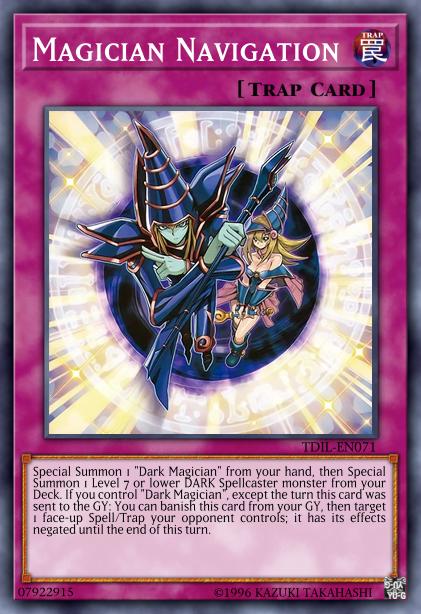 MAGICIAN NAVIGATION
TRAP
罠
[TRAP CARD]
TDIL-EN071
Special Summon 1 "Dark Magician" from your hand, then Special
Summon 1 Level 7 or lower DARK Spellcaster monster from your
Deck. If you control "Dark Magician", except the turn this card was
sent to the GY: You can banish this card from your GY, then target
1 face-up Spell/Trap your opponent controls; it has its effects
negated until the end of this turn.
07922915
©1996 KAZUKI TAKAHASHI